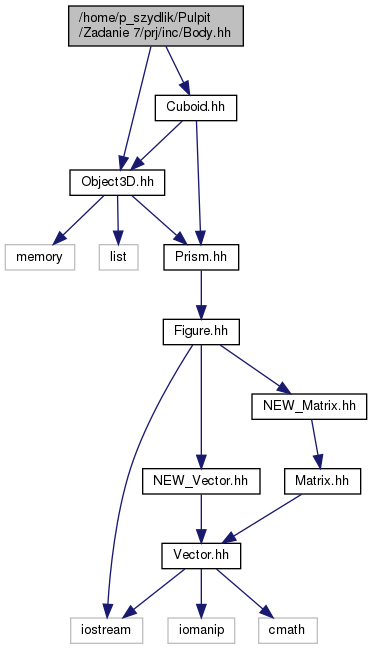 /home/p_szydlik/Pulpit
/Zadanie 7/prj/inc/Body.hh
Cuboid.hh
Object3D.hh
memory
list
Prism.hh
Figure.hh
NEW_Matrix.hh
NEW_Vector.hh
Matrix.hh
Vector.hh
iostream
iomanip
cmath